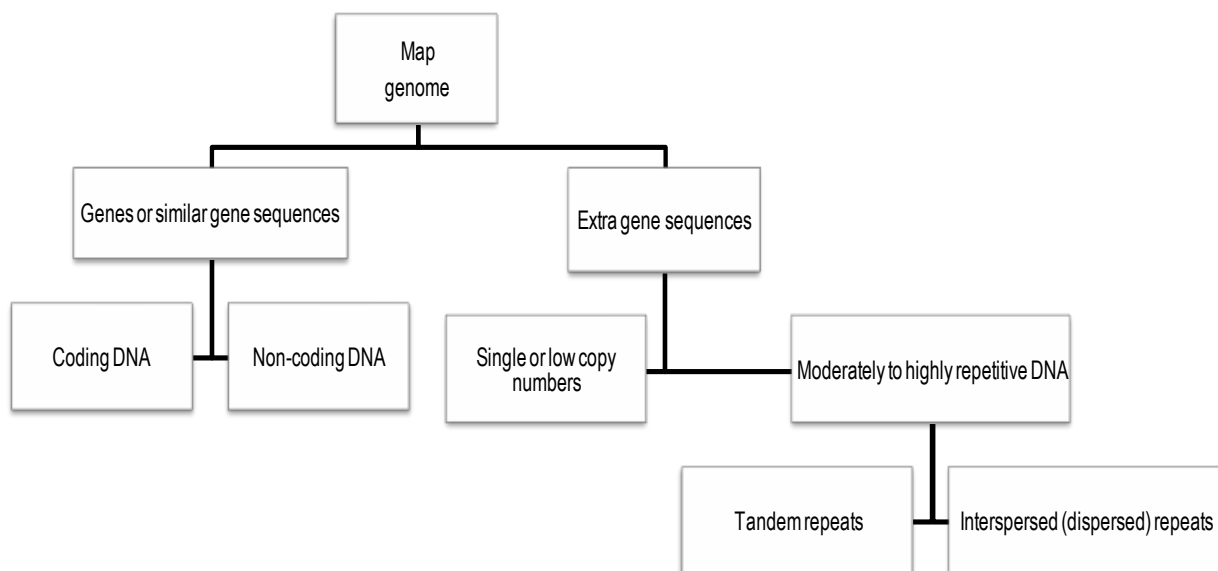 Map
genome
Genes or similar gene sequences
Extra gene sequences
Coding DNA
Non-coding DNA
Single or low copy
numbers
Moderately to highly repetitive DNA
Tandem repeats
Interspersed (dispersed) repeats